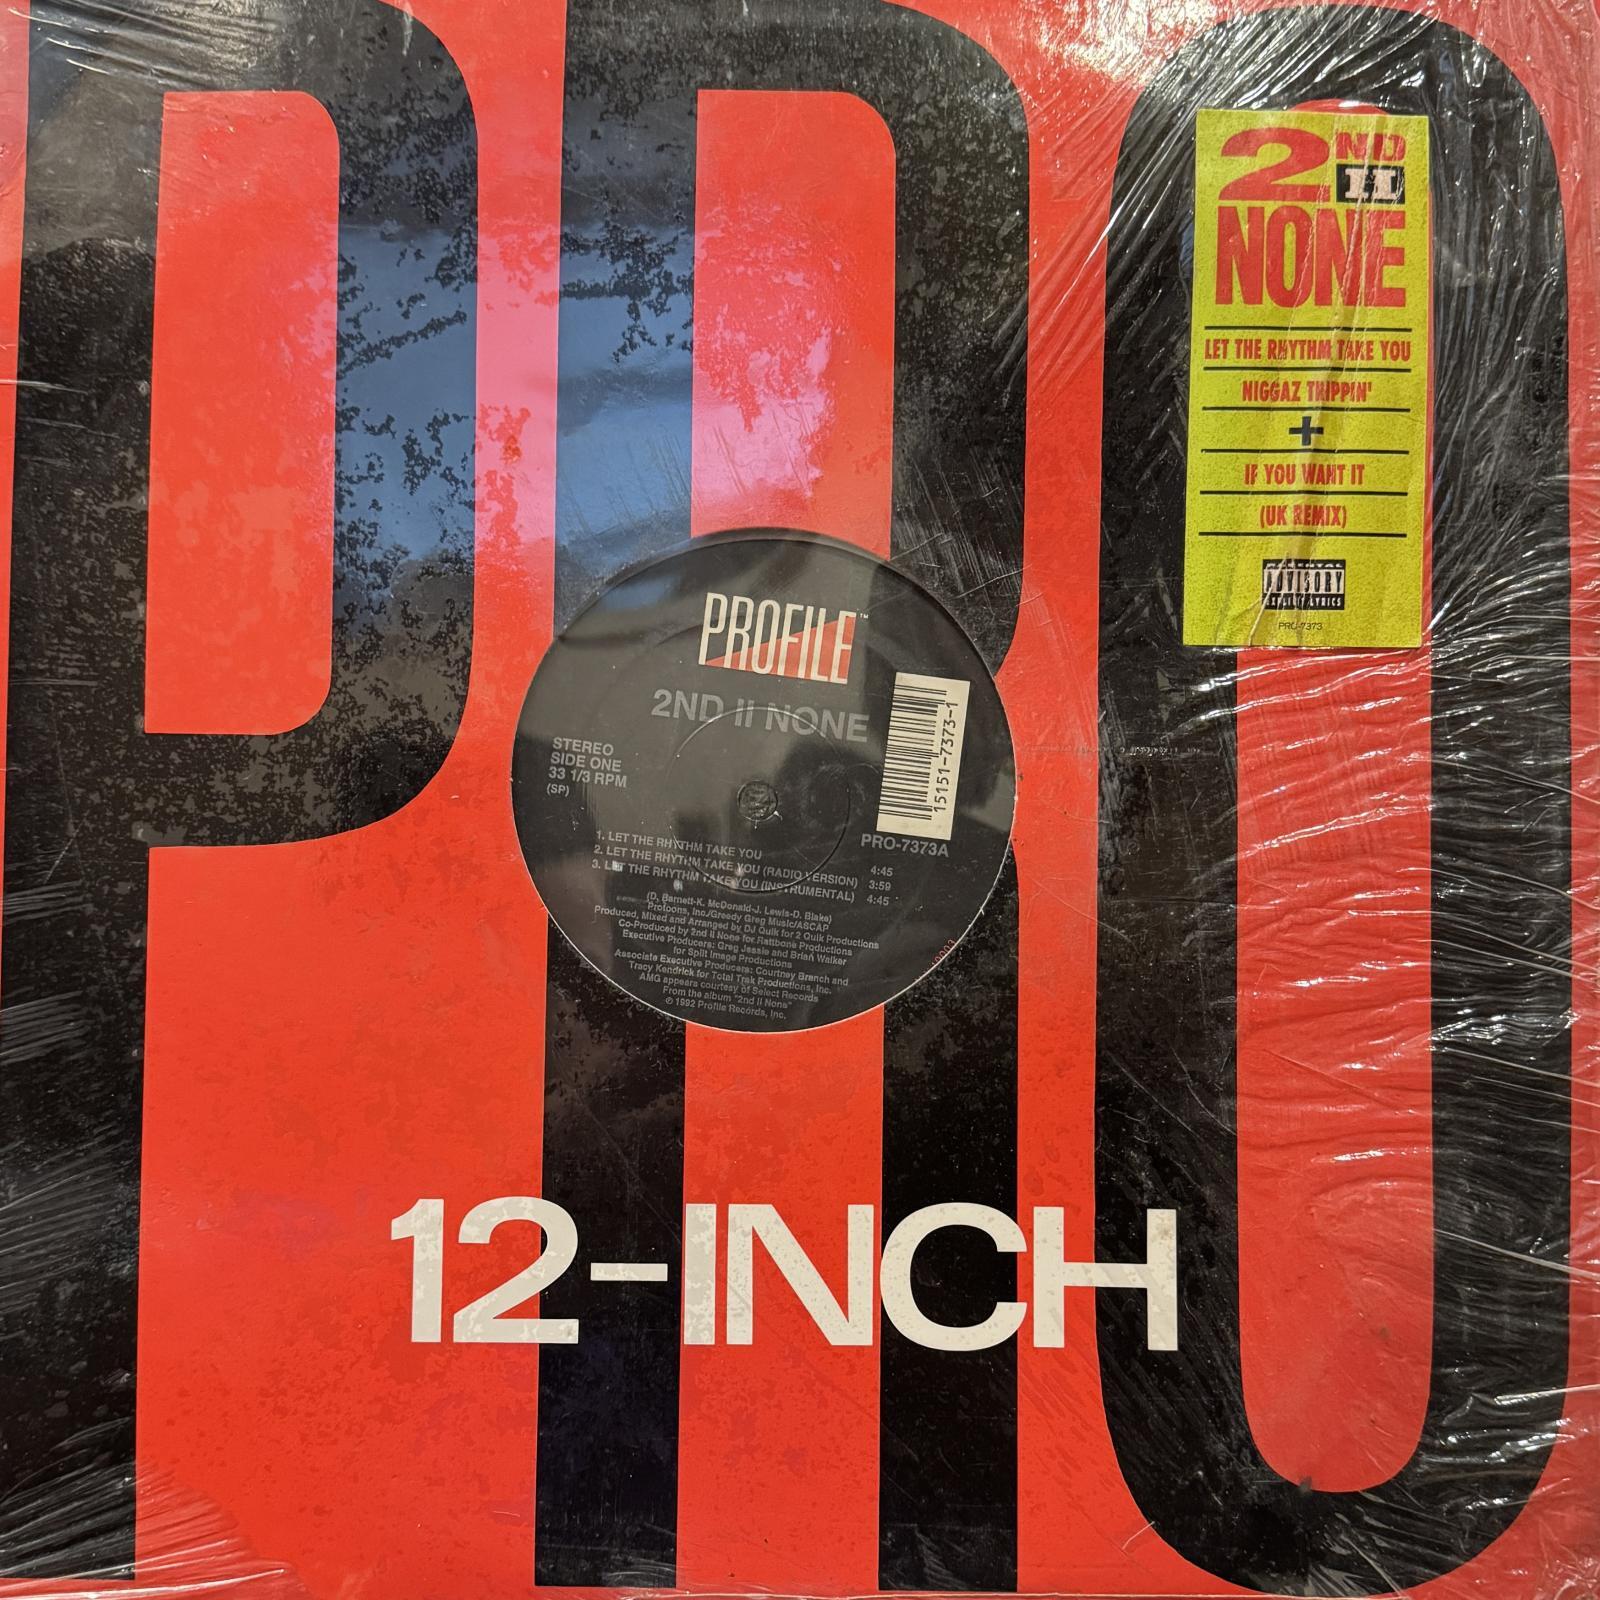 PRO
2ND
II
NONE
LET THE RHYTHM TAKE YOU
NIGGAZ TRIPPIN'
+
IF YOU WANT IT
(UK REMIX)
PARENTAL
ADVISORY
EXPLICIT LYRICS
PRO-7373
PROFILE™
2ND II NONE
STEREO
SIDE ONE
33 1/3 RPM
(SP)
15151-7373-1
PRO-7373A
1. LET THE RHYTHM TAKE YOU 4:45
2. LET THE RHYTHM TAKE YOU (RADIO VERSION) 3:59
3. LET THE RHYTHM TAKE YOU (INSTRUMENTAL) 4:45
(D. Barnett-K. McDonald-J. Lewis-D. Blake)
Protoons, Inc./Greedy Greg Music/ASCAP
Produced, Mixed and Arranged by DJ Quik for 2 Quik Productions
Co-Produced by 2nd II None for Rattbone Productions
Executive Producers: Greg Jessie and Brian Walker
for Split Image Productions
Associate Executive Producers: Courtney Branch and
Tracy Kendrick for Total Trak Productions, Inc.
AMG appears courtesy of Select Records
From the album "2nd II None"
℗ 1992 Profile Records, Inc.
12-INCH